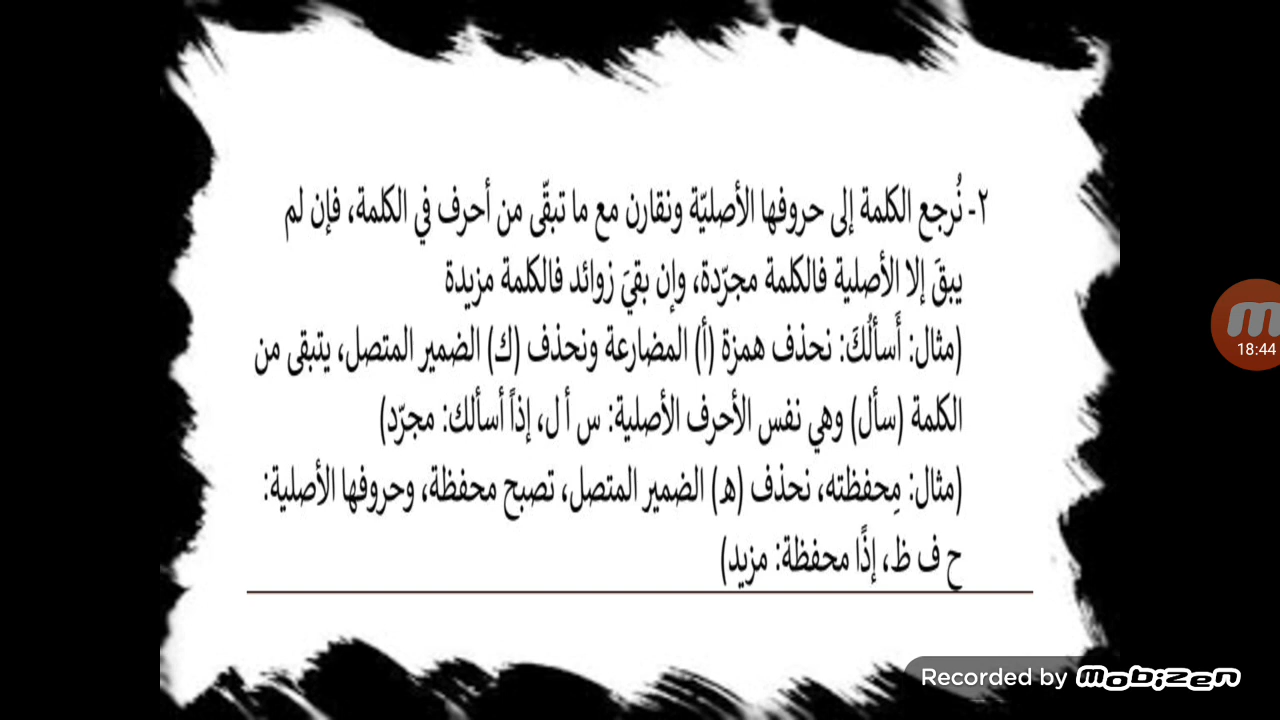 ٢- نُرجع الكلمة إلى حروفها الأصليّة ونقارن مع ما تبقّى من أحرف في الكلمة، فإن لم
يبقَ إلا الأصلية فالكلمة مجرّدة، وإن بقيَ زوائد فالكلمة مزيدة
(مثال: أَسألُكَ: نحذف همزة (أ) المضارعة ونحذف (ك) الضمير المتصل، يتبقى من
الكلمة (سأل) وهي نفس الأحرف الأصلية: س أ ل، إذاً أسألك: مجرّد)
(مثال: مِحفظته، نحذف (ه) الضمير المتصل، تصبح محفظة، وحروفها الأصلية:
ح ف ظ، إذًا محفظة: مزيد)
18:44
Recorded by mobizen